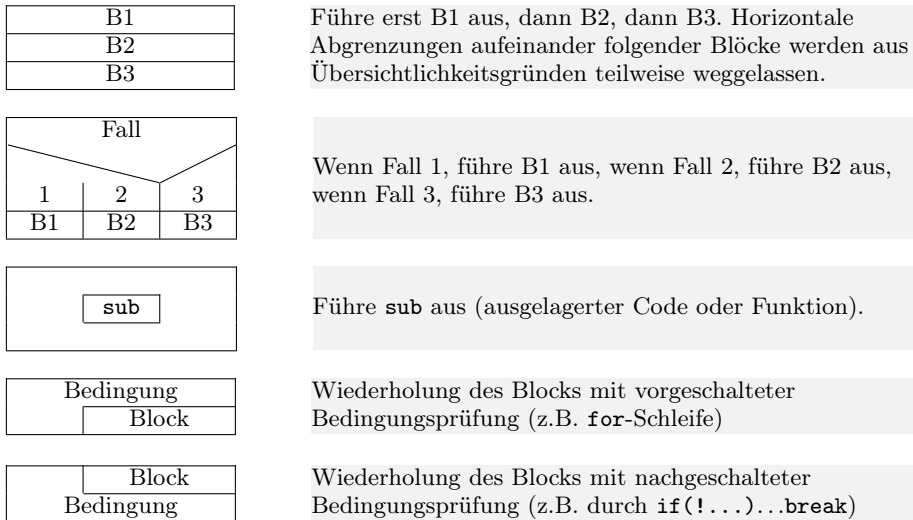 B1
B2
B3
Führe erst B1 aus, dann B2, dann B3. Horizontale
Abgrenzungen aufeinander folgender Blöcke werden aus
Übersichtlichkeitsgründen teilweise weggelassen.
Fall
1 2 3
B1 B2 B3
Wenn Fall 1, führe B1 aus, wenn Fall 2, führe B2 aus,
wenn Fall 3, führe B3 aus.
sub
Führe sub aus (ausgelagerter Code oder Funktion).
Bedingung
Block
Wiederholung des Blocks mit vorgeschalteter
Bedingungsprüfung (z.B. for-Schleife)
Block
Bedingung
Wiederholung des Blocks mit nachgeschalteter
Bedingungsprüfung (z.B. durch if(!...)...break)